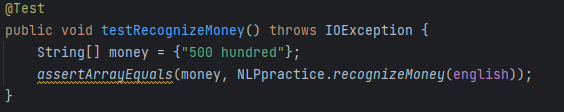 @Test
public void testRecognizeMoney() throws IOException {
    String[] money = {"500 hundred"};
    assertArrayEquals(money, NLPpractice.recognizeMoney(english));
}